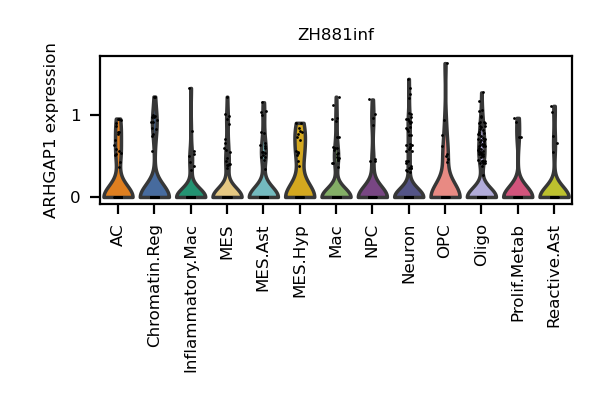 ZH881inf
ARHGAP1 expression
1
0
AC
Chromatin.Reg
Inflammatory.Mac
MES
MES.Ast
MES.Hyp
Mac
NPC
Neuron
OPC
Oligo
Prolif.Metab
Reactive.Ast